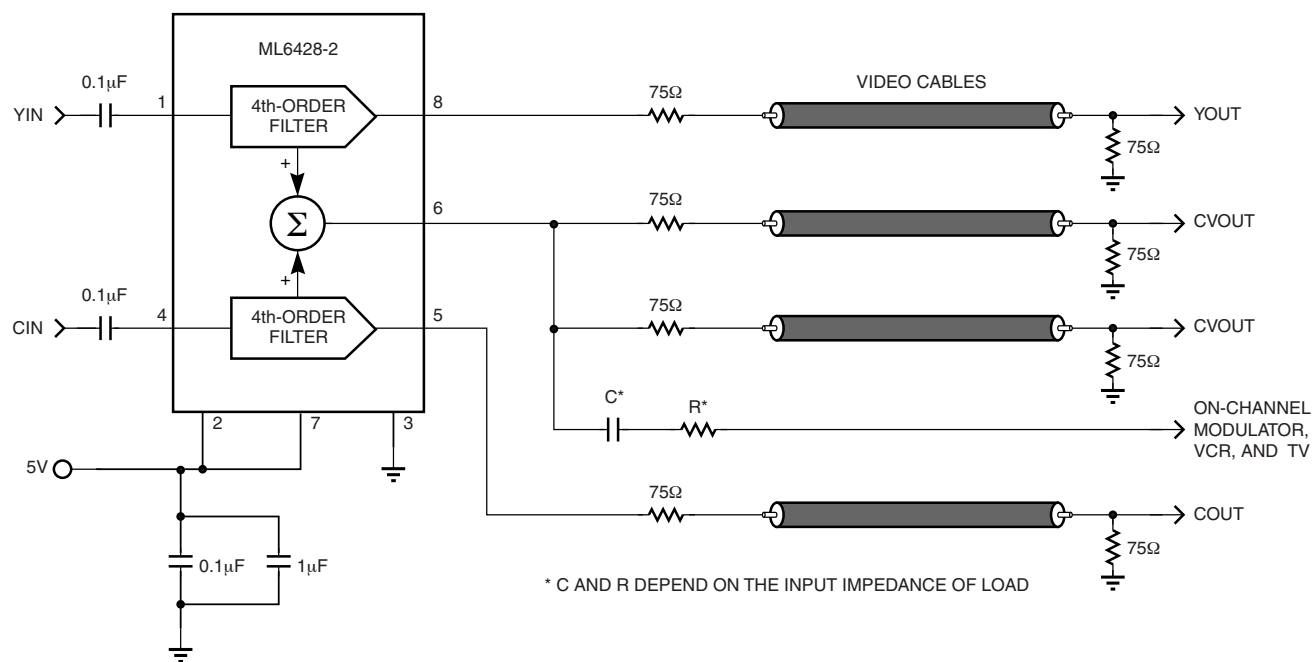 ML6428-2
0.1µF
YIN
1
4th-ORDER
FILTER
8
75Ω
VIDEO CABLES
YOUT
75Ω
+
Σ
6
75Ω
CVOUT
75Ω
+
0.1µF
CIN
4
4th-ORDER
FILTER
5
75Ω
CVOUT
75Ω
2
7
3
C*
R*
ON-CHANNEL
MODULATOR,
VCR, AND TV
5V
75Ω
COUT
75Ω
0.1µF
1µF
* C AND R DEPEND ON THE INPUT IMPEDANCE OF LOAD